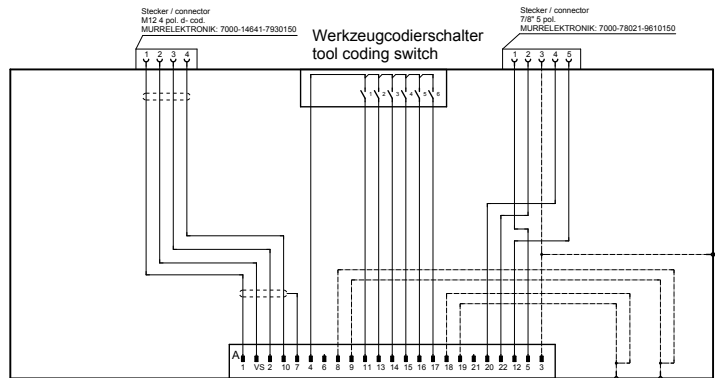 Stecker / connector
M12 4 pol. d- cod.
MURRELEKTRONIK: 7000-14641-7930150
1 2 3 4
Werkzeugcodierschalter
tool coding switch
Stecker / connector
7/8" 5 pol.
MURRELEKTRONIK: 7000-78021-9610150
1 2 3 4 5
1 2 3 4 5 6
A
1 VS 2 10 7 4 6 8 9 11 13 14 15 16 17 18 19 21 20 22 12 5 3